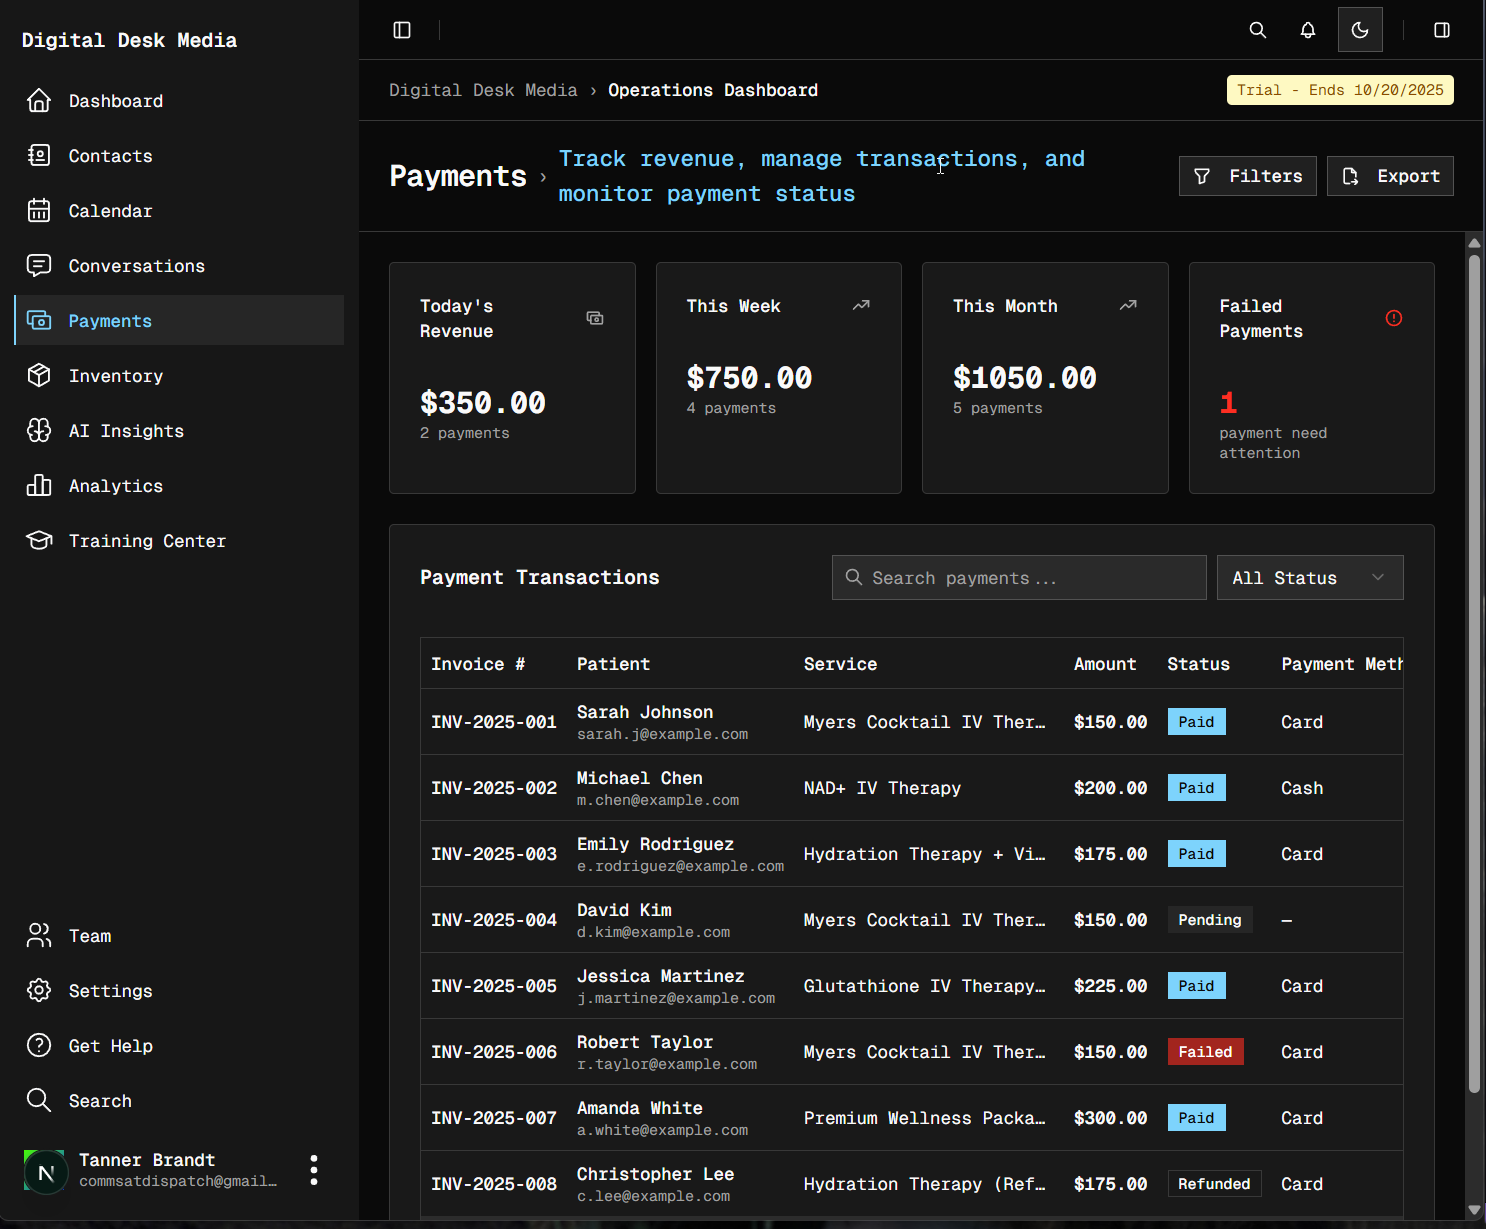 Digital Desk Media
Dashboard
Contacts
Calendar
Conversations
Payments
Inventory
AI Insights
Analytics
Training Center
Team
Settings
Get Help
Search
N
Tanner Brandt
commsatdispatch@gmail…
Digital Desk Media › Operations Dashboard
Trial - Ends 10/20/2025
Payments ›
Track revenue, manage transactions, and
monitor payment status
Filters
Export
Today's
Revenue
$350.00
2 payments
This Week
$750.00
4 payments
This Month
$1050.00
5 payments
Failed
Payments
1
payment need
attention
Payment Transactions
Search payments...
All Status
Invoice # Patient Service Amount Status Payment Meth
INV-2025-001 Sarah Johnson Myers Cocktail IV Ther… $150.00 Paid Card
sarah.j@example.com
INV-2025-002 Michael Chen NAD+ IV Therapy $200.00 Paid Cash
m.chen@example.com
INV-2025-003 Emily Rodriguez Hydration Therapy + Vi… $175.00 Paid Card
e.rodriguez@example.com
INV-2025-004 David Kim Myers Cocktail IV Ther… $150.00 Pending –
d.kim@example.com
INV-2025-005 Jessica Martinez Glutathione IV Therapy… $225.00 Paid Card
j.martinez@example.com
INV-2025-006 Robert Taylor Myers Cocktail IV Ther… $150.00 Failed Card
r.taylor@example.com
INV-2025-007 Amanda White Premium Wellness Packa… $300.00 Paid Card
a.white@example.com
INV-2025-008 Christopher Lee Hydration Therapy (Ref… $175.00 Refunded Card
c.lee@example.com